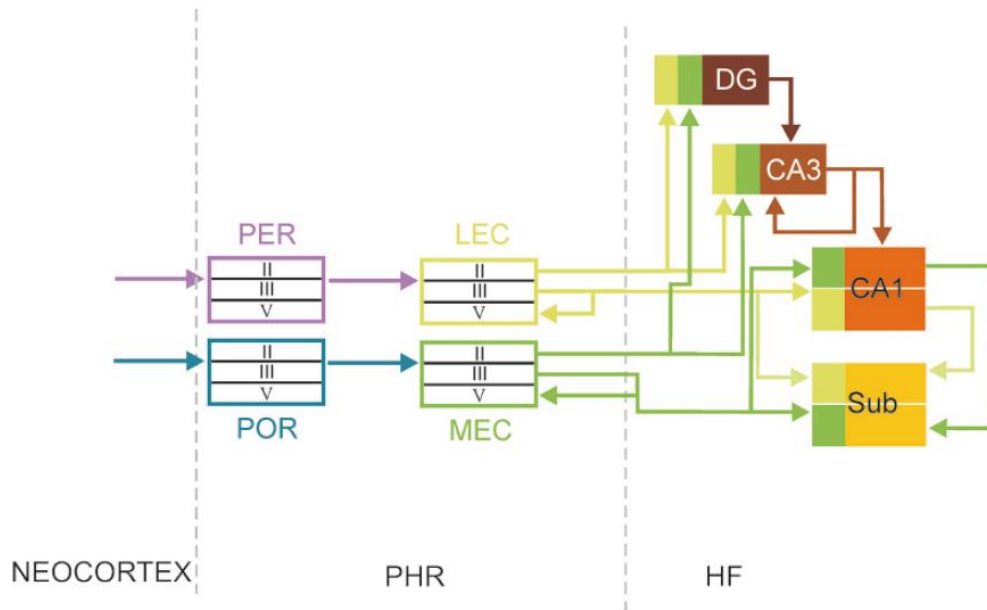 DG
CA3
PER
LEC
II
III
V
II
III
V
CA1
II
III
V
II
III
V
Sub
POR
MEC
NEOCORTEX
PHR
HF